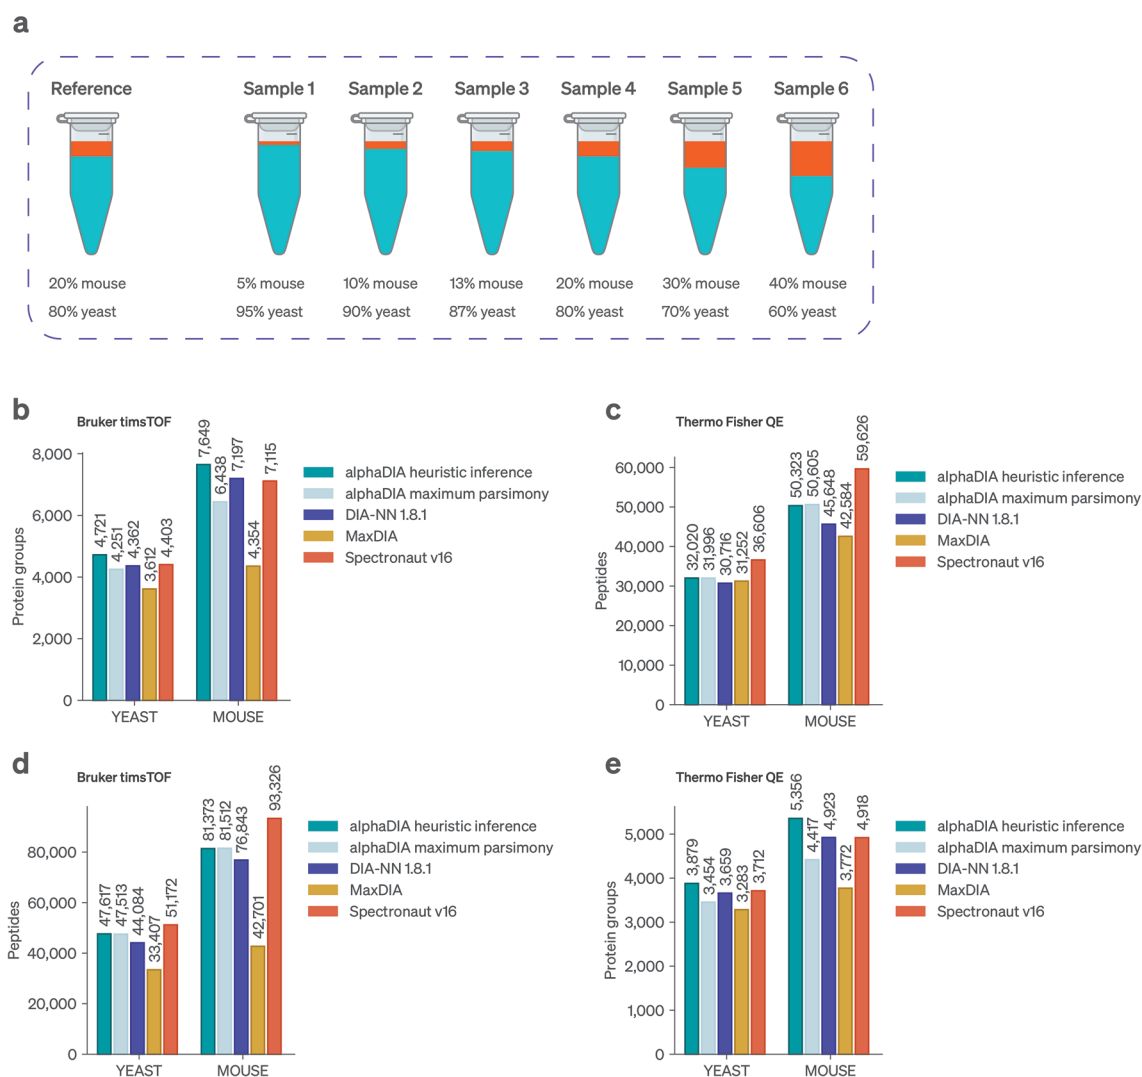 a
Reference
Sample 1
Sample 2
Sample 3
Sample 4
Sample 5
Sample 6
20% mouse
5% mouse
10% mouse
13% mouse
20% mouse
30% mouse
40% mouse
80% yeast
95% yeast
90% yeast
87% yeast
80% yeast
70% yeast
60% yeast
b
Bruker timsTOF
Protein groups
8,000
6,000
4,000
2,000
0
4,721
4,251
4,362
3,612
4,403
7,649
6,438
7,197
4,354
7,115
YEAST
MOUSE
alphaDIA heuristic inference
alphaDIA maximum parsimony
DIA-NN 1.8.1
MaxDIA
Spectronaut v16
c
Thermo Fisher QE
Peptides
60,000
50,000
40,000
30,000
20,000
10,000
0
32,020
31,996
30,716
31,252
36,606
50,323
50,605
45,648
42,584
59,626
YEAST
MOUSE
alphaDIA heuristic inference
alphaDIA maximum parsimony
DIA-NN 1.8.1
MaxDIA
Spectronaut v16
d
Bruker timsTOF
Peptides
80,000
60,000
40,000
20,000
0
47,617
47,513
44,084
33,407
51,172
81,373
81,512
76,843
42,701
93,326
YEAST
MOUSE
alphaDIA heuristic inference
alphaDIA maximum parsimony
DIA-NN 1.8.1
MaxDIA
Spectronaut v16
e
Thermo Fisher QE
Protein groups
5,000
4,000
3,000
2,000
1,000
0
3,879
3,454
3,659
3,283
3,712
5,356
4,417
4,923
3,772
4,918
YEAST
MOUSE
alphaDIA heuristic inference
alphaDIA maximum parsimony
DIA-NN 1.8.1
MaxDIA
Spectronaut v16